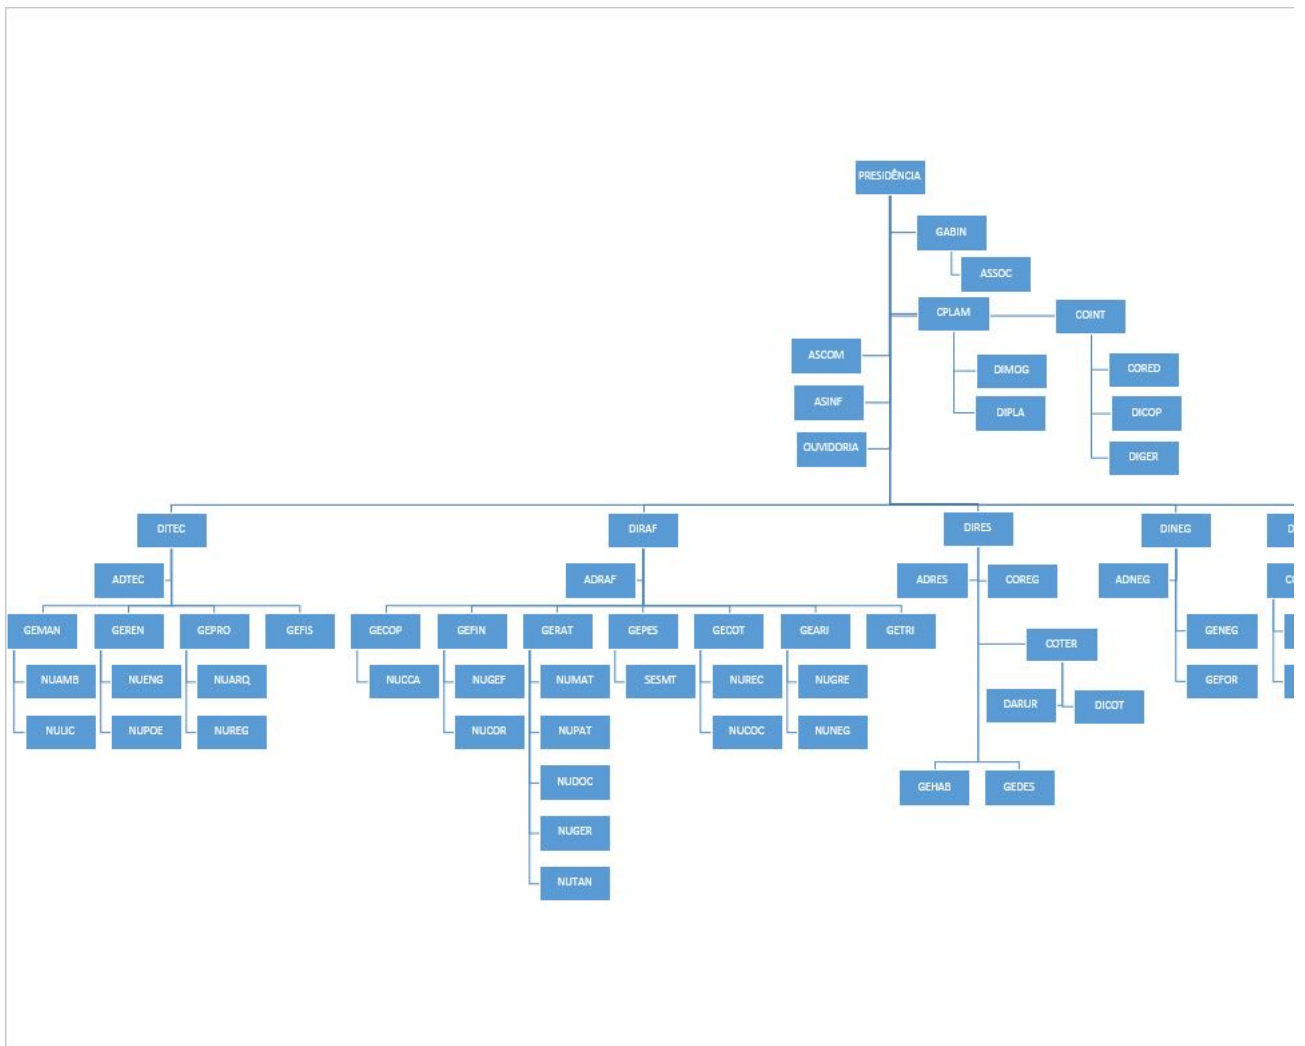 PRESIDÊNCIA
GABIN
ASSOC
CPLAM
COINT
ASCOM
DIMOG
CORED
ASINF
DIPLA
DICOP
OUVIDORIA
DIGER
DITEC
DIRAF
DIRES
DINEG
ADTEC
ADRAF
ADRES
COREG
ADNEG
GEMAN
GEREN
GEPRO
GEFIS
GECOP
GEFIN
GERAT
GEPES
GECOT
GEARI
GETRI
COTER
GENEG
NUAMB
NUENG
NUARQ
NUCCA
NUGEF
NUMAT
SESMT
NUREC
NUGRE
DARUR
DICOT
GEFOR
NULIC
NUPOE
NUREG
NUCOR
NUPAT
NUCOC
NUNEG
NUDOC
GEHAB
GEDES
NUGER
NUTAN